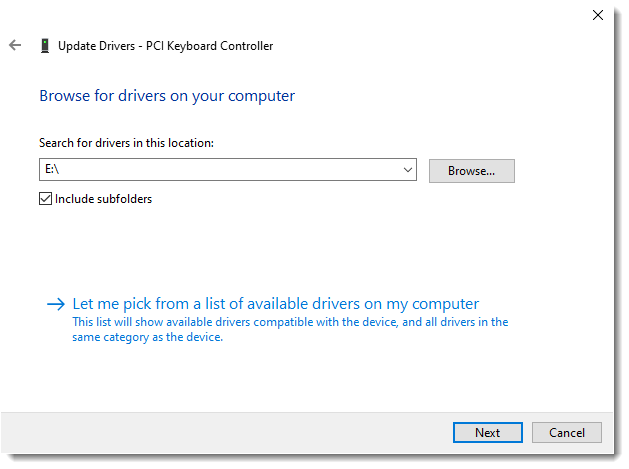 Update Drivers - PCI Keyboard Controller
Browse for drivers on your computer
Search for drivers in this location:
E:\
Browse...
Include subfolders
Let me pick from a list of available drivers on my computer
This list will show available drivers compatible with the device, and all drivers in the
same category as the device.
Next
Cancel